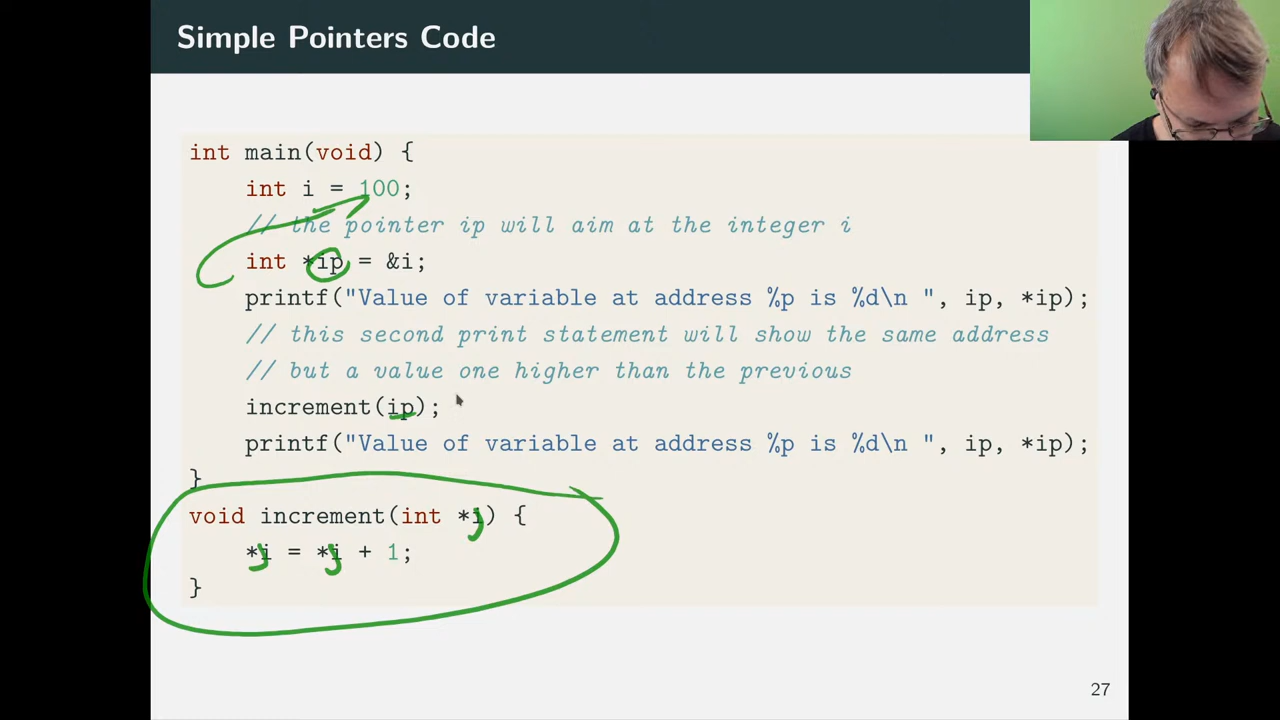 Simple Pointers Code
int main(void) {
int i = 100;
// the pointer ip will aim at the integer i
int *ip = &i;
printf("Value of variable at address %p is %d\n ", ip, *ip);
// this second print statement will show the same address
// but a value one higher than the previous
increment(ip);
printf("Value of variable at address %p is %d\n ", ip, *ip);
}
void increment(int *j) {
*j = *j + 1;
}
27